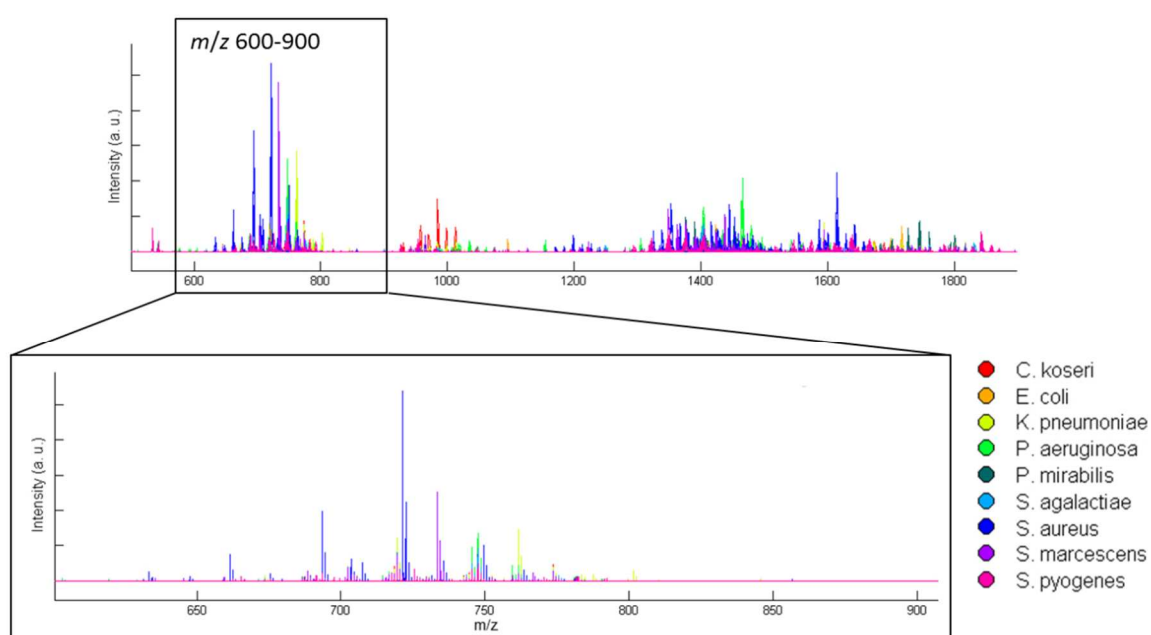 m/z 600-900
Intensity (a. u.)
600 800 1000 1200 1400 1600 1800
Intensity (a. u.)
650 700 750 800 850 900
m/z
C. koseri
E. coli
K. pneumoniae
P. aeruginosa
P. mirabilis
S. agalactiae
S. aureus
S. marcescens
S. pyogenes